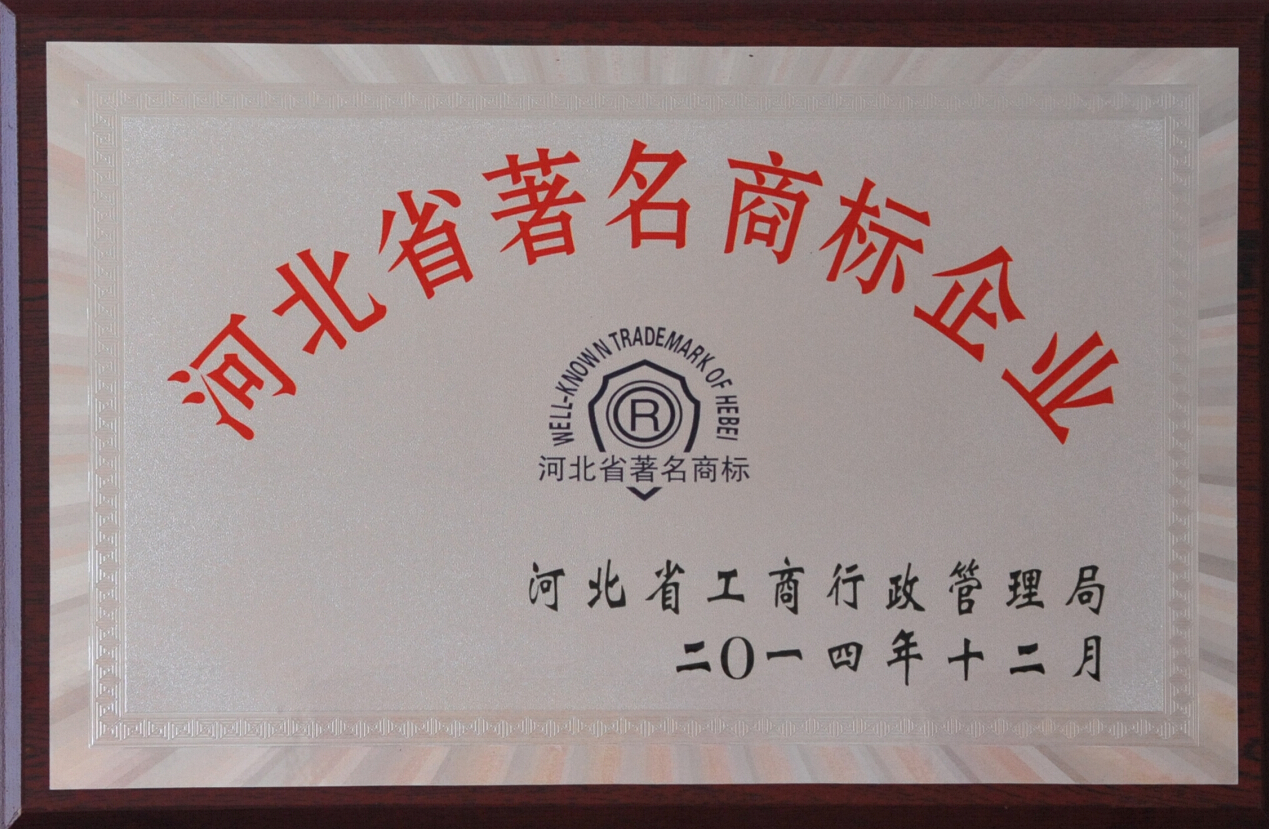 河北省著名商标企业
WELL-KNOWN TRADEMARK OF HEBEI
R
河北省著名商标
河北省工商行政管理局
二〇一四年十二月